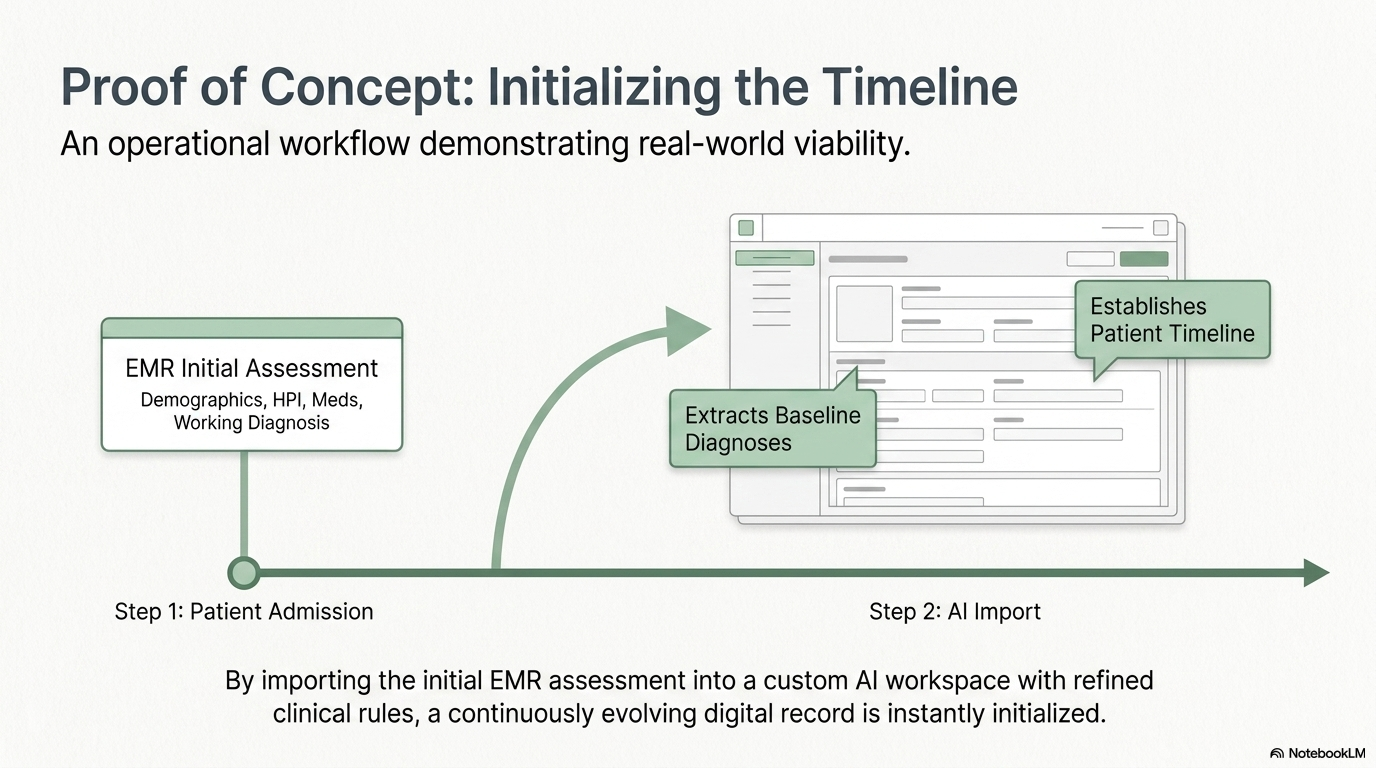 Proof of Concept: Initializing the Timeline
An operational workflow demonstrating real-world viability.
EMR Initial Assessment
Demographics, HPI, Meds,
Working Diagnosis
Establishes
Patient Timeline
Extracts Baseline
Diagnoses
Step 1: Patient Admission
Step 2: AI Import
By importing the initial EMR assessment into a custom AI workspace with refined
clinical rules, a continuously evolving digital record is instantly initialized.
NotebookLM